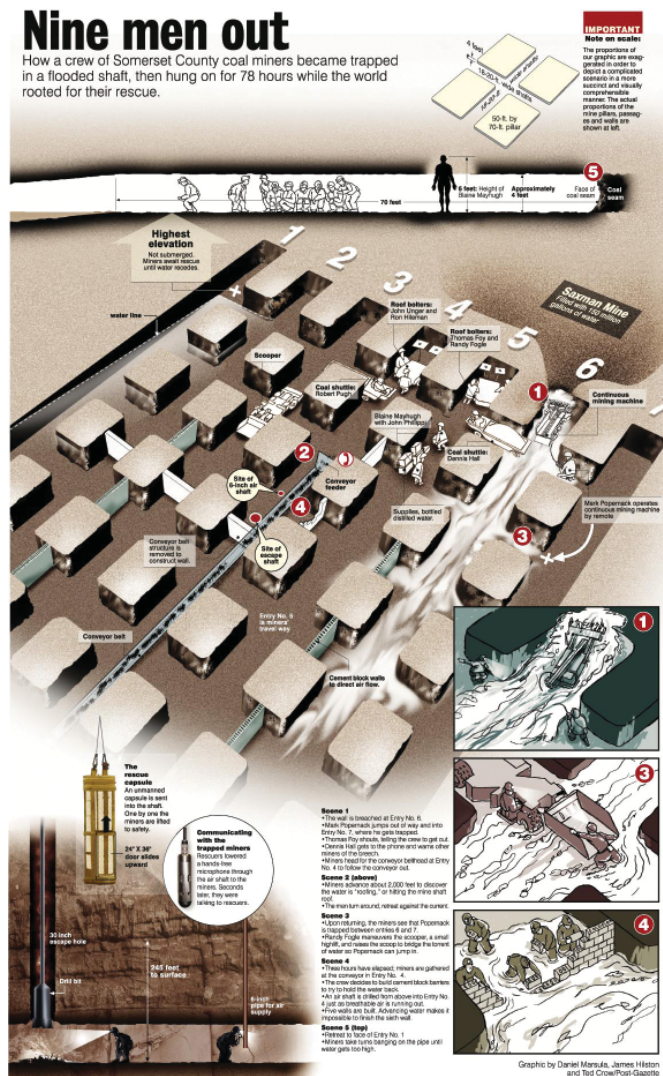 Nine men out
How a crew of Somerset County coal miners became trapped
in a flooded shaft, then hung on for 78 hours while the world
rooted for their rescue.
IMPORTANT
Note on scale:
The proportions of
our graphic are exag-
gerated in order to
depict a complicated
scenario in a more
succinct and visually
comprehensible
manner. The actual
proportions of the
mine pillars, passag-
es and walls are
shown at left.
4 feet
18-20-ft. wide shafts
50-ft. by
70-ft. pillar
5
6 feet: Height of
Blaine Mayhugh
Approximately
4 feet
Face of
coal seam
Coal
seam
70 feet
Highest
elevation
Not submerged.
Miners await rescue
until water recedes.
water line
1
2
3
4
5
6
Saxman Mine
Filled with 150 million
gallons of water
Roof bolters:
John Unger and
Ron Hileman
Roof bolters:
Thomas Foy and
Randy Fogle
Scooper
Coal shuttle:
Robert Pugh
1
Continuous
mining machine
Blaine Mayhugh
with John Phillippi
Coal shuttle:
Dennis Hall
2
Site of
6-inch air
shaft
Conveyor
feeder
4
Supplies, bottled
distilled water.
Mark Popernack operates
continuous mining machine
by remote
3
Site of
escape
shaft
Conveyor belt
structure is
removed to
construct wall.
Entry No. 5
is miners'
travel way
Conveyor belt
Cement block walls
to direct air flow.
1
3
4
The
rescue
capsule
An unmanned
capsule is sent
into the shaft.
One by one the
miners are lifted
to safety.
24" X 36"
door slides
upward
Communicating
with the
trapped miners
Rescuers lowered
a hands-free
microphone through
the air shaft to the
miners. Seconds
later, they were
talking to rescuers.
30 inch
escape hole
245 feet
to surface
Drill bit
6-inch
pipe for air
supply
Scene 1
•The wall is breached at Entry No. 6.
•Mark Popernack jumps out of way and into
Entry No. 7, where he gets trapped.
•Thomas Foy shouts, telling the crew to get out.
•Dennis Hall gets to the phone and warns other
miners of the breach.
•Miners head for the conveyor belthead at Entry
No. 4 to follow the conveyor out.
Scene 2 (above)
•Miners advance about 2,000 feet to discover
the water is "roofing," or hitting the mine shaft
roof.
•The men turn around, retreat against the current.
Scene 3
•Upon returning, the miners see that Popernack
is trapped between entries 6 and 7.
•Randy Fogle maneuvers the scooper, a small
highlift, and raises the scoop to bridge the torrent
of water so Popernack can jump in.
Scene 4
•Three hours have elapsed; miners are gathered
at the conveyor in Entry No. 4.
•The crew decides to build cement block barriers
to try to hold the water back.
•An air shaft is drilled from above into Entry No.
4 just as breathable air is running out.
•Five walls are built. Advancing water makes it
impossible to finish the sixth wall.
Scene 5 (top)
•Retreat to face of Entry No. 1
•Miners take turns banging on the pipe until
water gets too high.
Graphic by Daniel Marsula, James Hilston
and Ted Crow/Post-Gazette